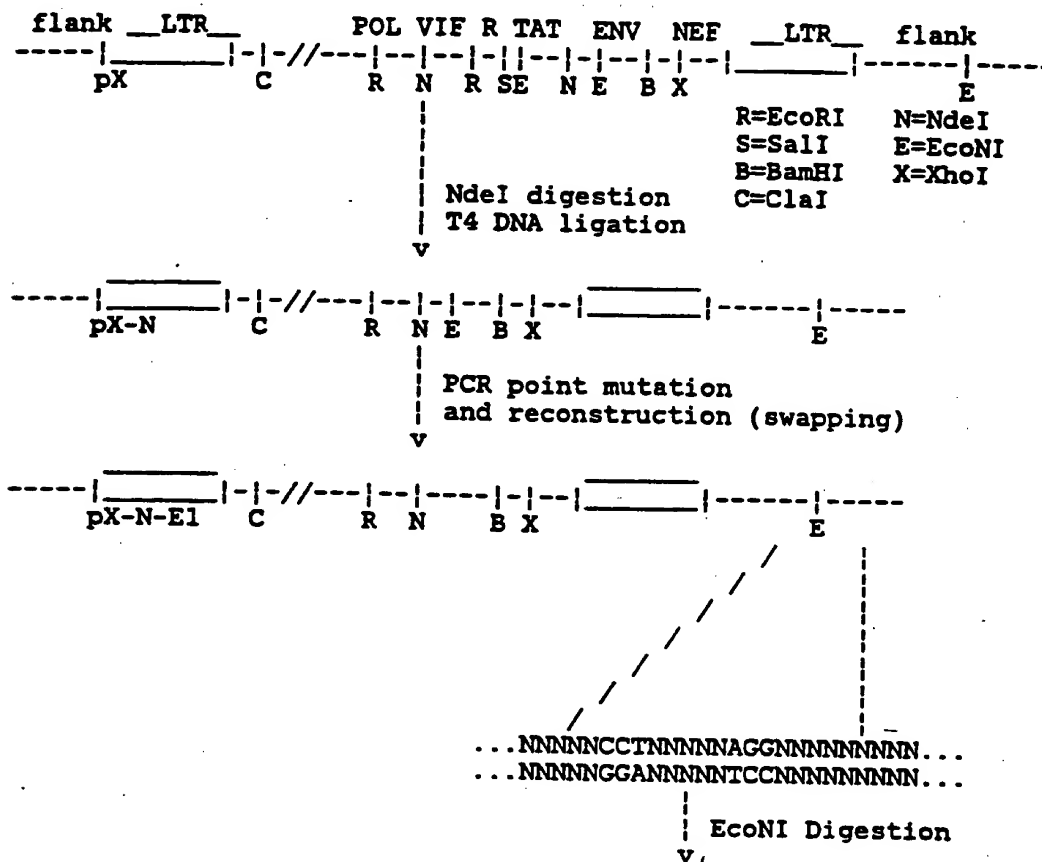 flank __LTR__ POL VIF R TAT ENV NEF __LTR__ flank
-----|‗‗‗‗‗|-|-//---|--|--|-||--|-|--|-|--|‗‗‗‗‗|------|-----
pX C R N R SE N E B X E
R=EcoRI N=NdeI
S=SalI E=EcoNI
B=BamHI X=XhoI
C=ClaI
NdeI digestion
T4 DNA ligation
v
pX-N C R N E B X E
PCR point mutation
and reconstruction (swapping)
v
pX-N-E1 C R N B X E
...NNNNNCCTNNNNNAGGNNNNNNNNN...
...NNNNNGGANNNNNTCCNNNNNNNNN...
EcoNI Digestion
v